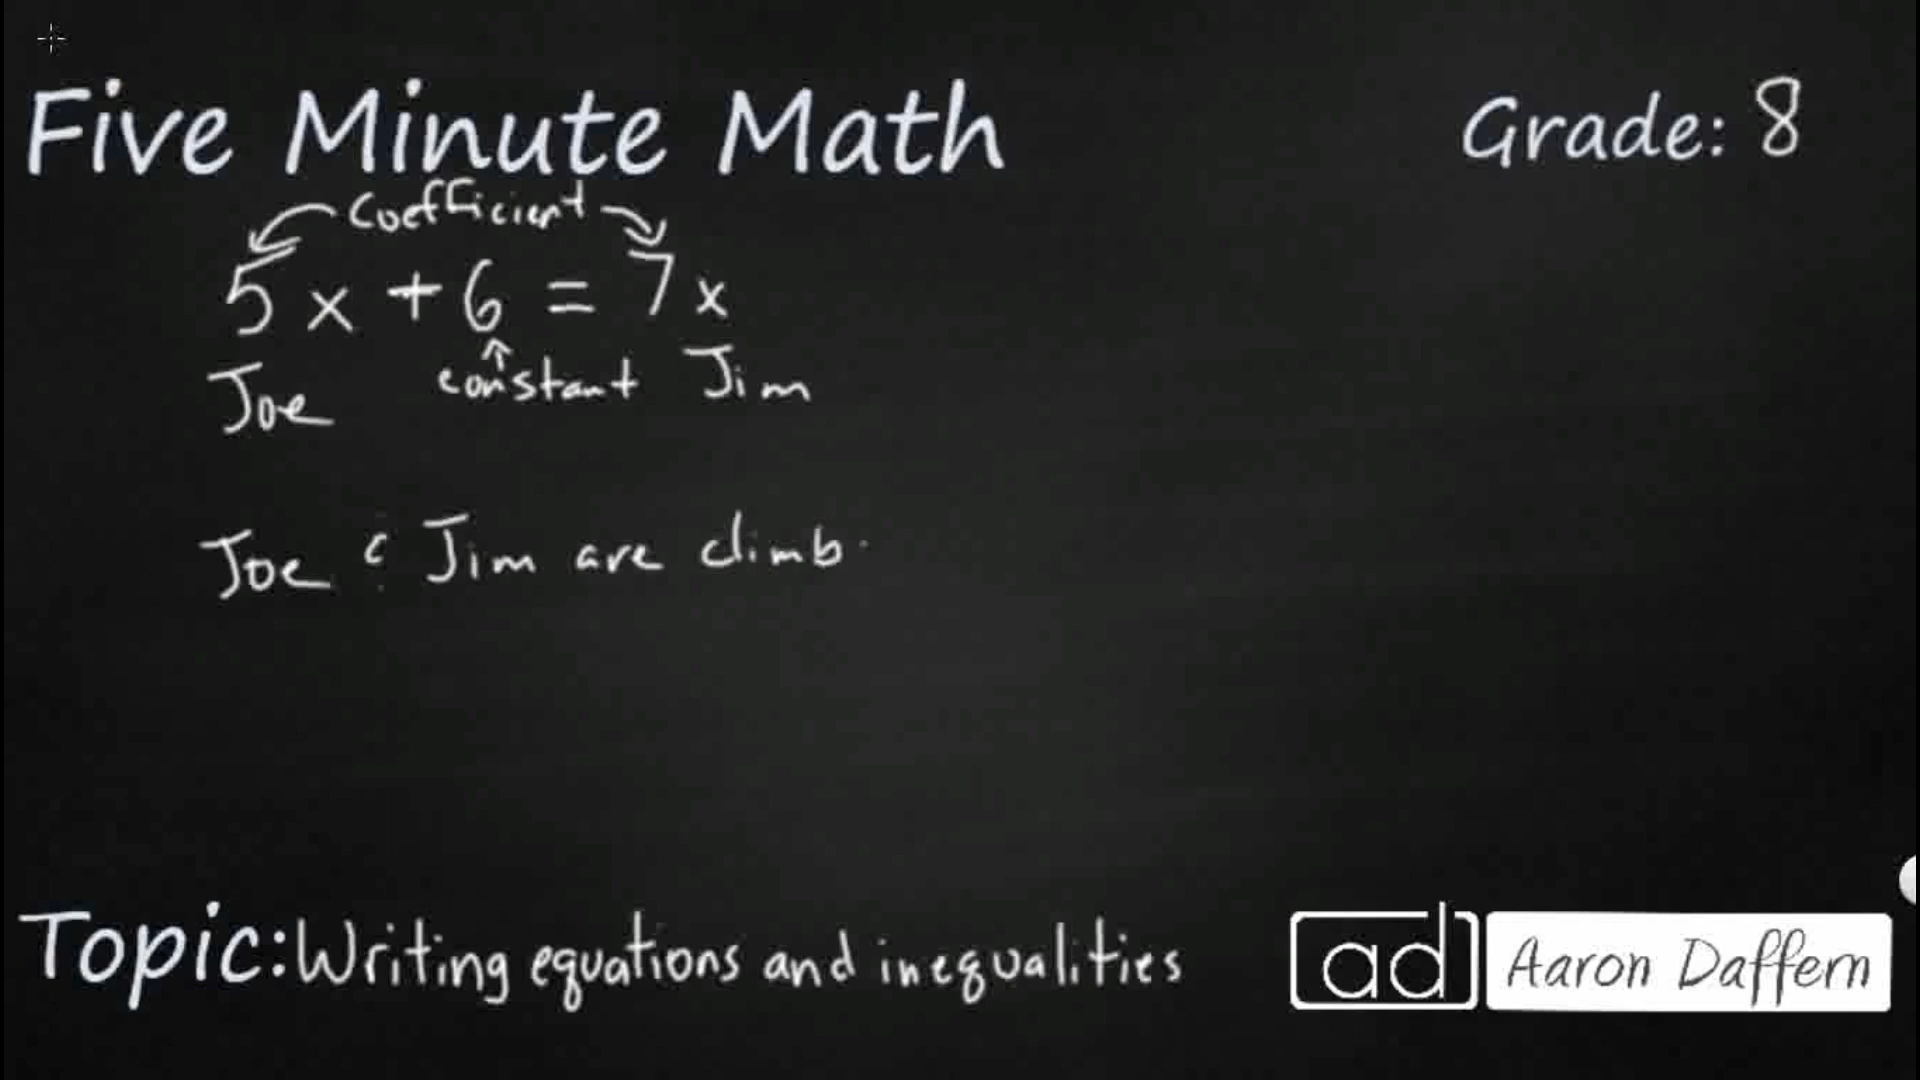 Five Minute Math
Grade: 8
Coefficient
5x + 6 = 7x
Joe constant Jim
Joe & Jim are climb
Topic: Writing equations and inequalities
ad Aaron Daffern